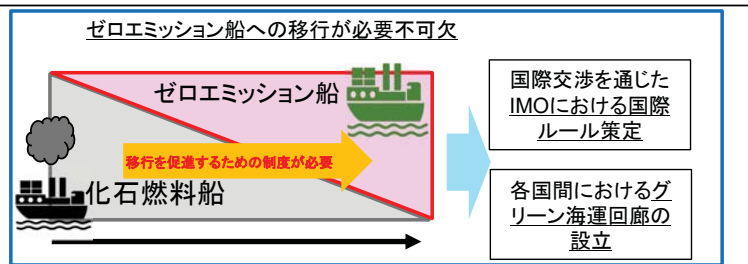 ゼロエミッション船への移行が必要不可欠
ゼロエミッション船
移行を促進するための制度が必要
化石燃料船
国際交渉を通じた
IMOにおける国際
ルール策定
各国間におけるグ
リーン海運回廊の
設立